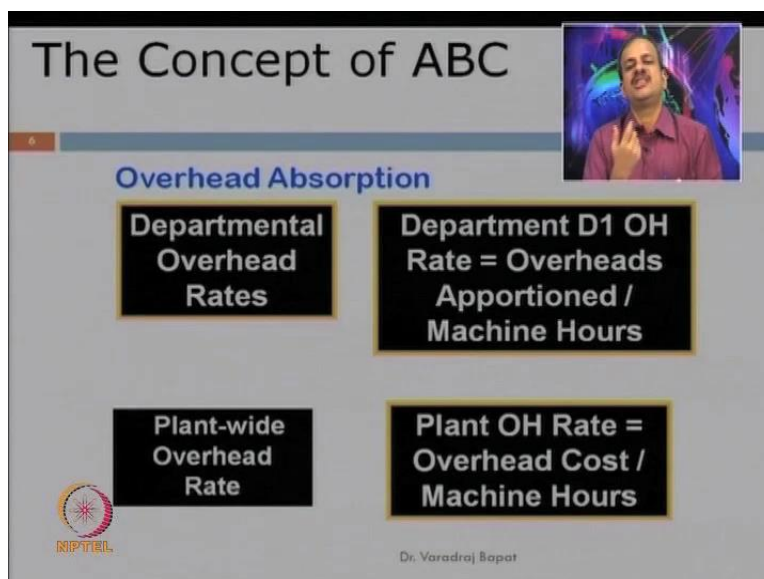 The Concept of ABC
6
Overhead Absorption
Departmental
Overhead
Rates
Department D1 OH
Rate = Overheads
Apportioned /
Machine Hours
Plant-wide
Overhead
Rate
Plant OH Rate =
Overhead Cost /
Machine Hours
NPTEL
Dr. Varadraj Bapat